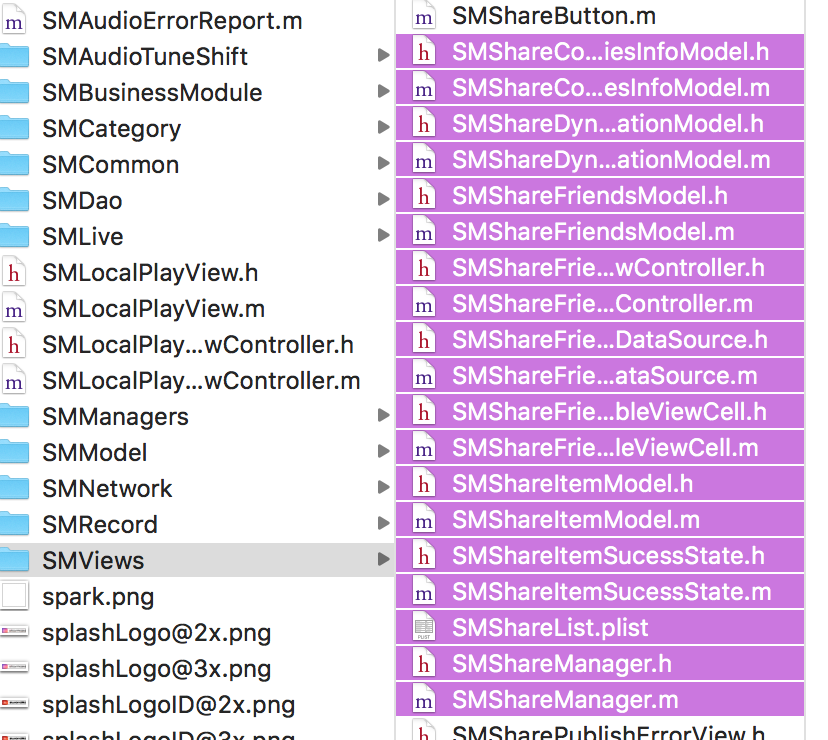 SMAudioErrorReport.m
SMAudioTuneShift
SMBusinessModule
SMCategory
SMCommon
SMDao
SMLive
SMLocalPlayView.h
SMLocalPlayView.m
SMLocalPlay...wController.h
SMLocalPlay...wController.m
SMManagers
SMModel
SMNetwork
SMRecord
SMViews
spark.png
splashLogo@2x.png
splashLogo@3x.png
splashLogoID@2x.png
splashLogoID@3x.png
SMShareButton.m
SMShareCo...iesInfoModel.h
SMShareCo...esInfoModel.m
SMShareDyn...ationModel.h
SMShareDyn...ationModel.m
SMShareFriendsModel.h
SMShareFriendsModel.m
SMShareFrie...wController.h
SMShareFrie...Controller.m
SMShareFrie...DataSource.h
SMShareFrie...ataSource.m
SMShareFrie...bleViewCell.h
SMShareFrie...leViewCell.m
SMShareItemModel.h
SMShareItemModel.m
SMShareItemSucessState.h
SMShareItemSucessState.m
SMShareList.plist
SMShareManager.h
SMShareManager.m
SMSharePublishErrorView.h